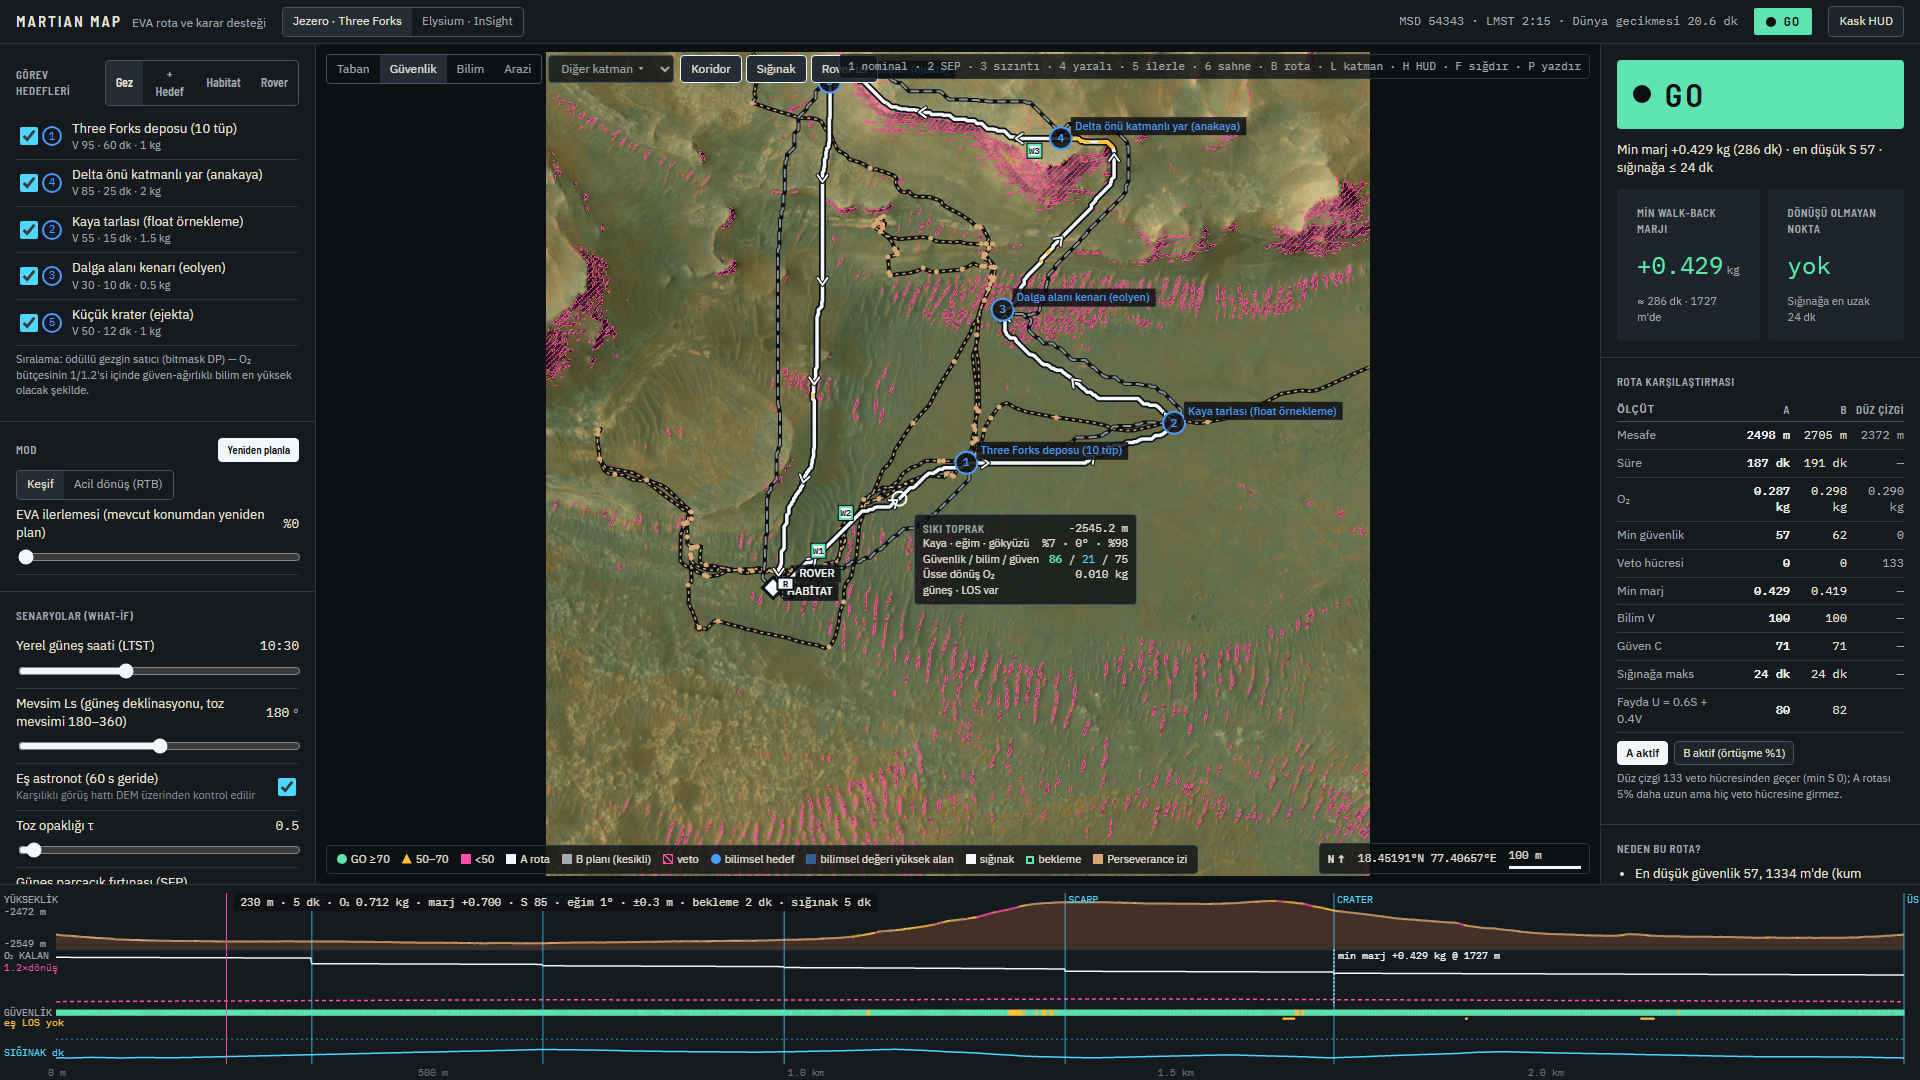 MARTIAN MAP EVA rota ve karar desteği Jezero · Three Forks Elysium · InSight MSD 54343 · LMST 2:15 · Dünya gecikmesi 20.6 dk GO Kask HUD
GÖREV HEDEFLERİ
Gez + Hedef Habitat Rover
1 Three Forks deposu (10 tüp)
V 95 · 60 dk · 1 kg
4 Delta önü katmanlı yar (anakaya)
V 85 · 25 dk · 2 kg
2 Kaya tarlası (float örnekleme)
V 55 · 15 dk · 1.5 kg
3 Dalga alanı kenarı (eolyen)
V 30 · 10 dk · 0.5 kg
5 Küçük krater (ejekta)
V 50 · 12 dk · 1 kg
Sıralama: ödüllü gezgin satıcı (bitmask DP) — O₂
bütçesinin 1/1.2'si içinde güven-ağırlıklı bilim en yüksek
olacak şekilde.
MOD Yeniden planla
Keşif Acil dönüş (RTB)
EVA ilerlemesi (mevcut konumdan yeniden
plan) %0
SENARYOLAR (WHAT-İF)
Yerel güneş saati (LTST) 10:30
Mevsim Ls (güneş deklinasyonu, toz
mevsimi 180–360) 180 °
Eş astronot (60 s geride)
Karşılıklı görüş hattı DEM üzerinden kontrol edilir
Toz opaklığı τ 0.5
Güneş parçacık fırtınası (SEP)
Taban Güvenlik Bilim Arazi Diğer katman Koridor Sığınak
1 nominal · 2 SEP · 3 sızıntı · 4 yaralı · 5 ilerle · 6 sahne · B rota · L katman · H HUD · F sığdır · P yazdır
4 Delta önü katmanlı yar (anakaya)
W3
3 Dalga alanı kenarı (eolyen)
2 Kaya tarlası (float örnekleme)
1 Three Forks deposu (10 tüp)
W2
W1
ROVER
R
HABİTAT
SIKI TOPRAK -2545.2 m
Kaya · eğim · gökyüzü %7 · 0° · %98
Güvenlik / bilim / güven 86 / 21 / 75
Üsse dönüş O₂ 0.010 kg
güneş · LOS var
GO ≥70 50–70 <50 A rota B planı (kesikli) veto bilimsel hedef bilimsel değeri yüksek alan sığınak bekleme Perseverance izi
N ↑ 18.45191°N 77.40657°E 100 m
GO
Min marj +0.429 kg (286 dk) · en düşük S 57 ·
sığınağa ≤ 24 dk
MİN WALK-BACK MARJI
+0.429 kg
≈ 286 dk · 1727
m'de
DÖNÜŞÜ OLMAYAN NOKTA
yok
Sığınağa en uzak
24 dk
ROTA KARŞILAŞTIRMASI
ÖLÇÜT A B DÜZ ÇİZGİ
Mesafe 2498 m 2705 m 2372 m
Süre 187 dk 191 dk —
O₂ 0.287 kg 0.298 kg 0.290 kg
Min güvenlik 57 62 0
Veto hücresi 0 0 133
Min marj 0.429 0.419 —
Bilim V 100 100 —
Güven C 71 71 —
Sığınağa maks 24 dk 24 dk —
Fayda U = 0.6S + 0.4V 80 82
A aktif B aktif (örtüşme %1)
Düz çizgi 133 veto hücresinden geçer (min S 0); A rotası
5% daha uzun ama hiç veto hücresine girmez.
NEDEN BU ROTA?
• En düşük güvenlik 57, 1334 m'de (kum
YÜKSEKLİK
-2472 m
230 m · 5 dk · O₂ 0.712 kg · marj +0.700 · S 85 · eğim 1° · ±0.3 m · bekleme 2 dk · sığınak 5 dk
SCARP CRATER ÜS
-2549 m
O₂ KALAN
1.2×dönüş
min marj +0.429 kg @ 1727 m
GÜVENLİK
eş LOS yok
SIĞINAK dk
0 m 500 m 1.0 km 1.5 km 2.0 km